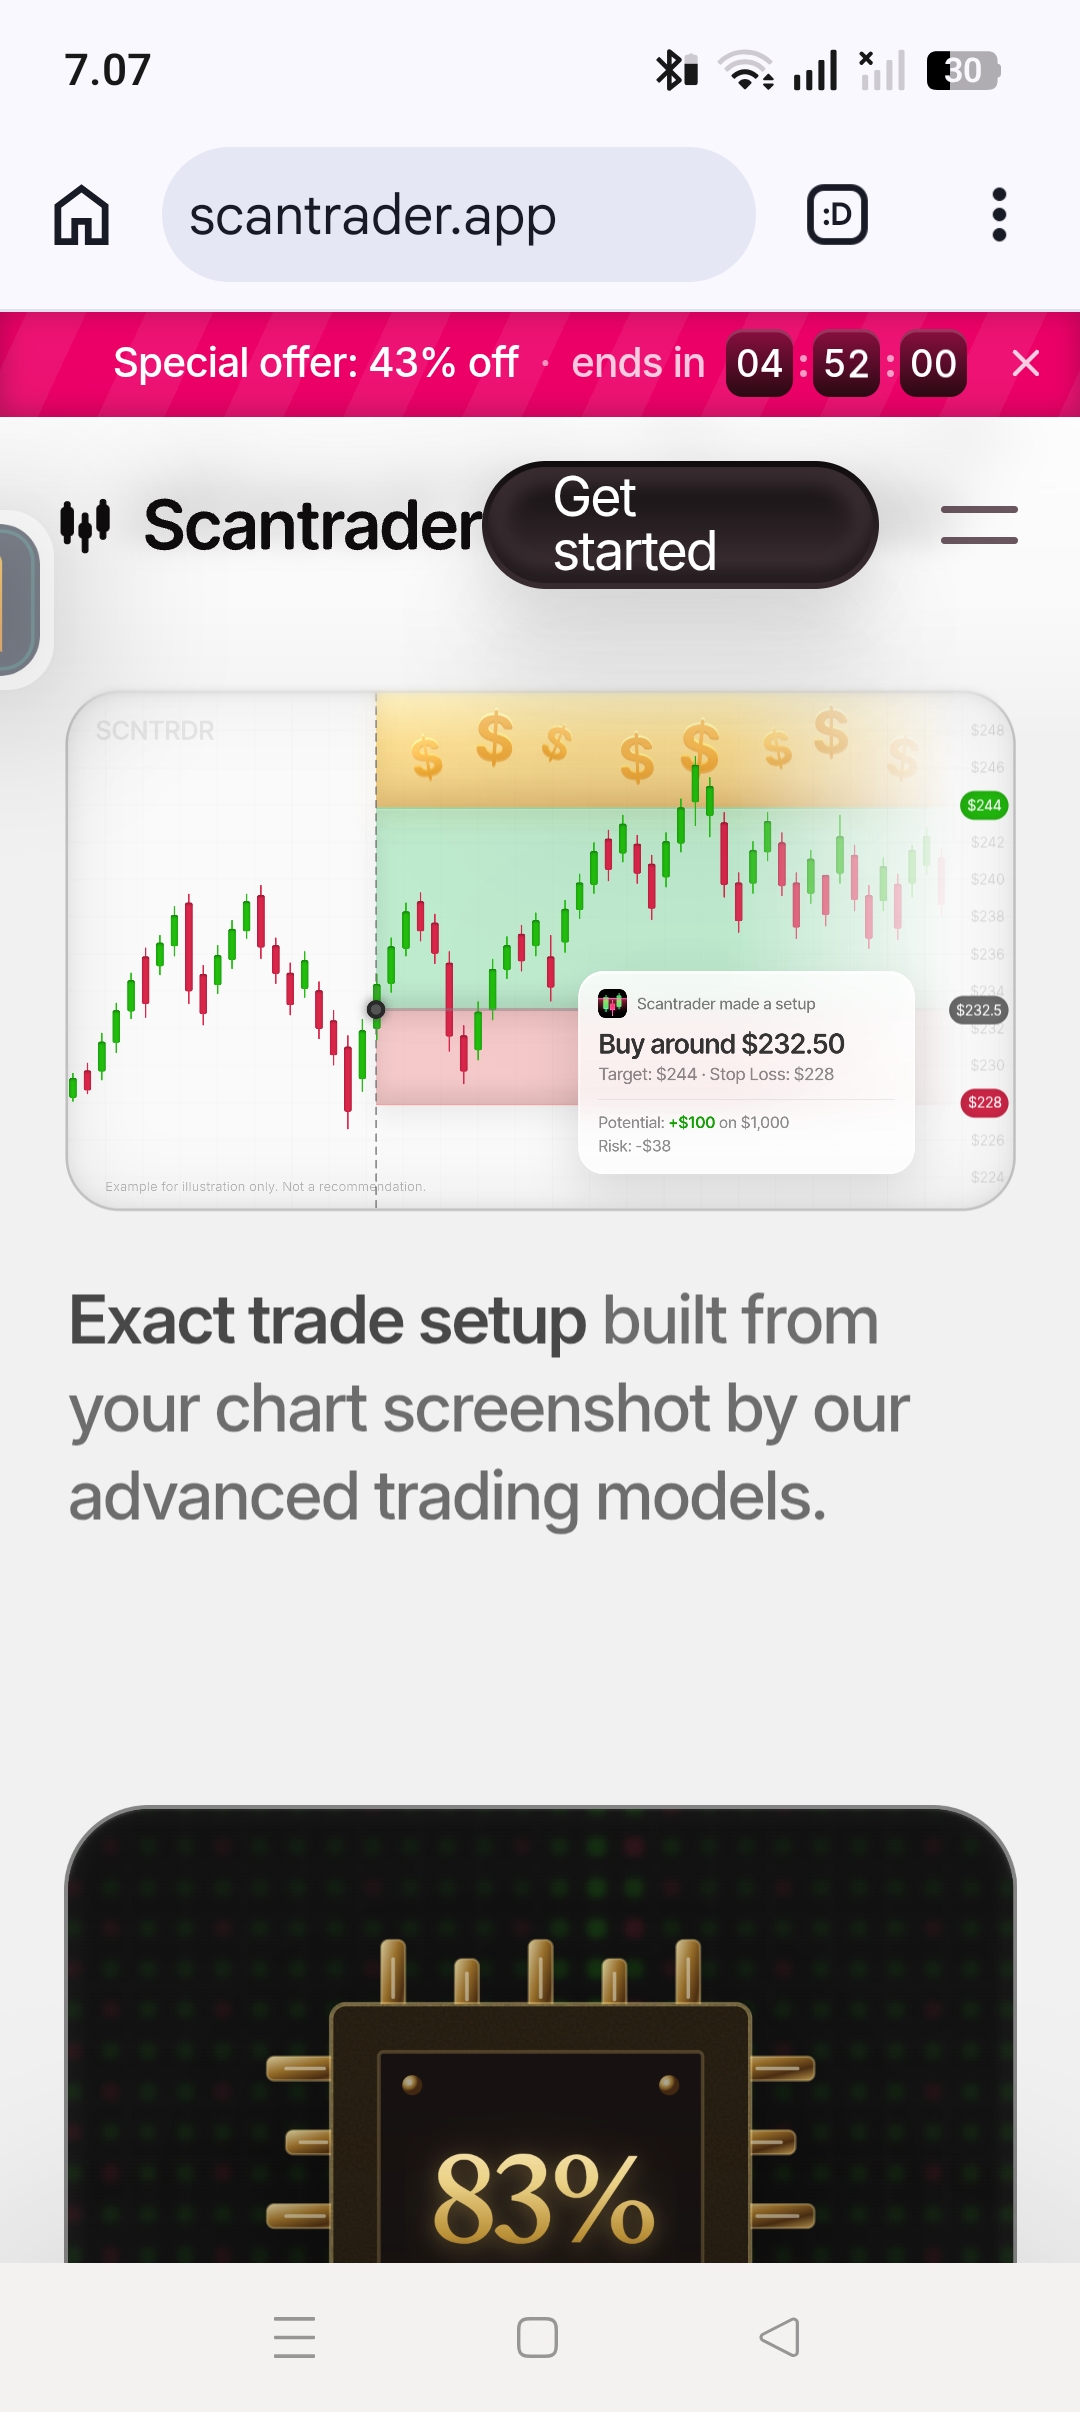 7.07
30
scantrader.app
:D
Special offer: 43% off · ends in 04:52:00
Scantrader
Get
started
SCNTRDR
$ $ $ $ $ $ $ $
$248
$246
$244
$242
$240
$238
$236
$234
$232.5
$232
$230
$228
$226
$224
Scantrader made a setup
Buy around $232.50
Target: $244 · Stop Loss: $228
Potential: +$100 on $1,000
Risk: -$38
Example for illustration only. Not a recommendation.
Exact trade setup built from
your chart screenshot by our
advanced trading models.
83%